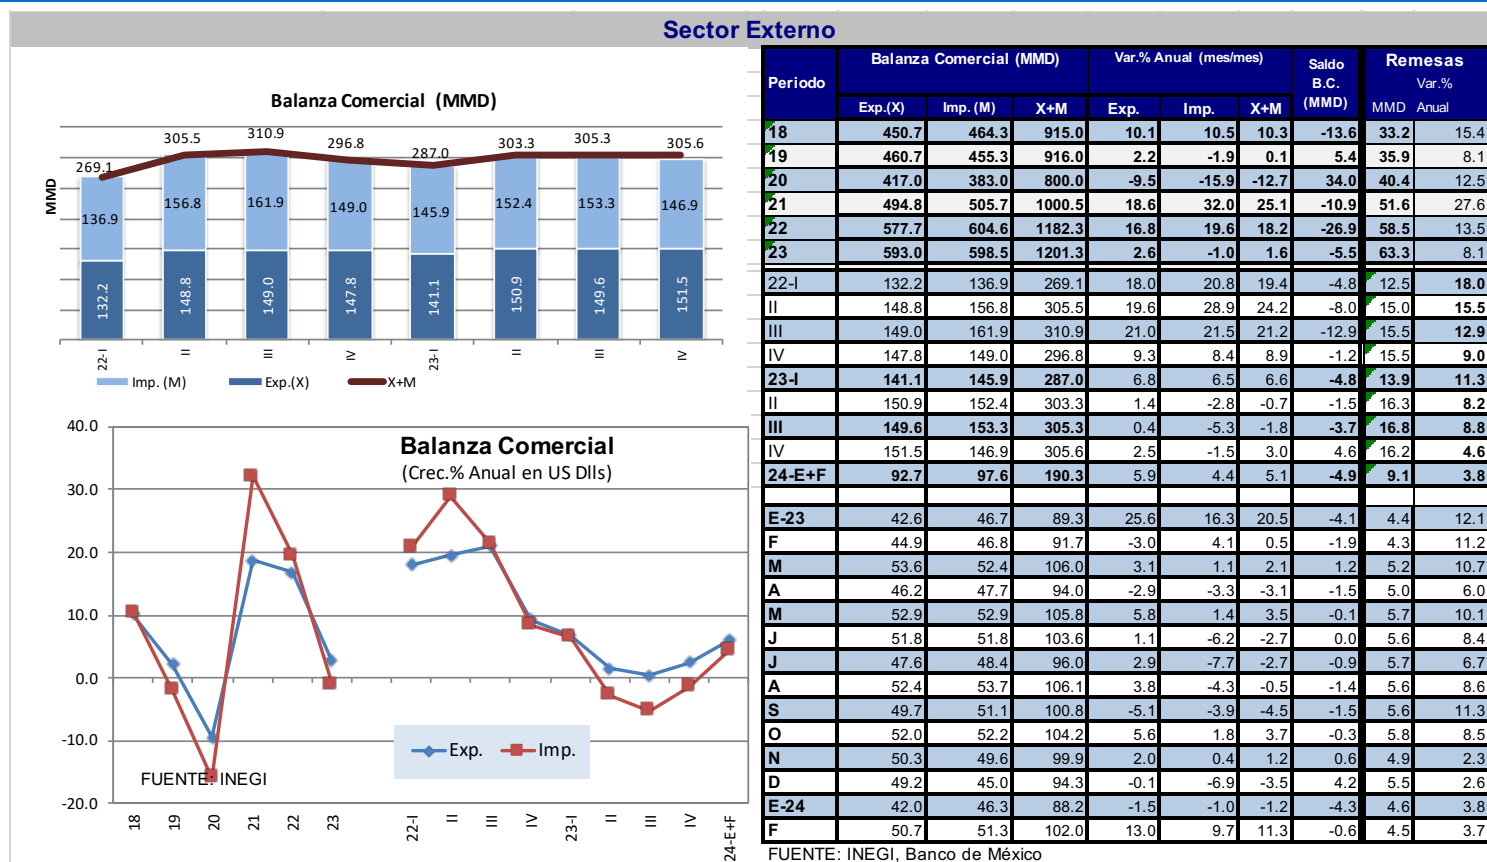 Sector Externo
Balanza Comercial (MMD)
305.5 310.9 296.8 287.0 303.3 305.3 305.6
269.1
MMD
136.9 156.8 161.9 149.0 145.9 152.4 153.3 146.9
132.2 148.8 149.0 147.8 141.1 150.9 149.6 151.5
22-I II III IV 23-I II III IV
Imp. (M) Exp.(X) X+M
Balanza Comercial
(Crec.% Anual en US Dlls)
40.0
30.0
20.0
10.0
0.0
-10.0
-20.0
Exp. Imp.
FUENTE: INEGI
18 19 20 21 22 23 22-I II III IV 23-I II III IV 24-E+F
Periodo Balanza Comercial (MMD) Var.% Anual (mes/mes) Saldo B.C. (MMD) Remesas
Exp.(X) Imp. (M) X+M Exp. Imp. X+M MMD Var.% Anual
18 450.7 464.3 915.0 10.1 10.5 10.3 -13.6 33.2 15.4
19 460.7 455.3 916.0 2.2 -1.9 0.1 5.4 35.9 8.1
20 417.0 383.0 800.0 -9.5 -15.9 -12.7 34.0 40.4 12.5
21 494.8 505.7 1000.5 18.6 32.0 25.1 -10.9 51.6 27.6
22 577.7 604.6 1182.3 16.8 19.6 18.2 -26.9 58.5 13.5
23 593.0 598.5 1201.3 2.6 -1.0 1.6 -5.5 63.3 8.1
22-I 132.2 136.9 269.1 18.0 20.8 19.4 -4.8 12.5 18.0
II 148.8 156.8 305.5 19.6 28.9 24.2 -8.0 15.0 15.5
III 149.0 161.9 310.9 21.0 21.5 21.2 -12.9 15.5 12.9
IV 147.8 149.0 296.8 9.3 8.4 8.9 -1.2 15.5 9.0
23-I 141.1 145.9 287.0 6.8 6.5 6.6 -4.8 13.9 11.3
II 150.9 152.4 303.3 1.4 -2.8 -0.7 -1.5 16.3 8.2
III 149.6 153.3 305.3 0.4 -5.3 -1.8 -3.7 16.8 8.8
IV 151.5 146.9 305.6 2.5 -1.5 3.0 4.6 16.2 4.6
24-E+F 92.7 97.6 190.3 5.9 4.4 5.1 -4.9 9.1 3.8
E-23 42.6 46.7 89.3 25.6 16.3 20.5 -4.1 4.4 12.1
F 44.9 46.8 91.7 -3.0 4.1 0.5 -1.9 4.3 11.2
M 53.6 52.4 106.0 3.1 1.1 2.1 1.2 5.2 10.7
A 46.2 47.7 94.0 -2.9 -3.3 -3.1 -1.5 5.0 6.0
M 52.9 52.9 105.8 5.8 1.4 3.5 -0.1 5.7 10.1
J 51.8 51.8 103.6 1.1 -6.2 -2.7 0.0 5.6 8.4
J 47.6 48.4 96.0 2.9 -7.7 -2.7 -0.9 5.7 6.7
A 52.4 53.7 106.1 3.8 -4.3 -0.5 -1.4 5.6 8.6
S 49.7 51.1 100.8 -5.1 -3.9 -4.5 -1.5 5.6 11.3
O 52.0 52.2 104.2 5.6 1.8 3.7 -0.3 5.8 8.5
N 50.3 49.6 99.9 2.0 0.4 1.2 0.6 4.9 2.3
D 49.2 45.0 94.3 -0.1 -6.9 -3.5 4.2 5.5 2.6
E-24 42.0 46.3 88.2 -1.5 -1.0 -1.2 -4.3 4.6 3.8
F 50.7 51.3 102.0 13.0 9.7 11.3 -0.6 4.5 3.7
FUENTE: INEGI, Banco de México